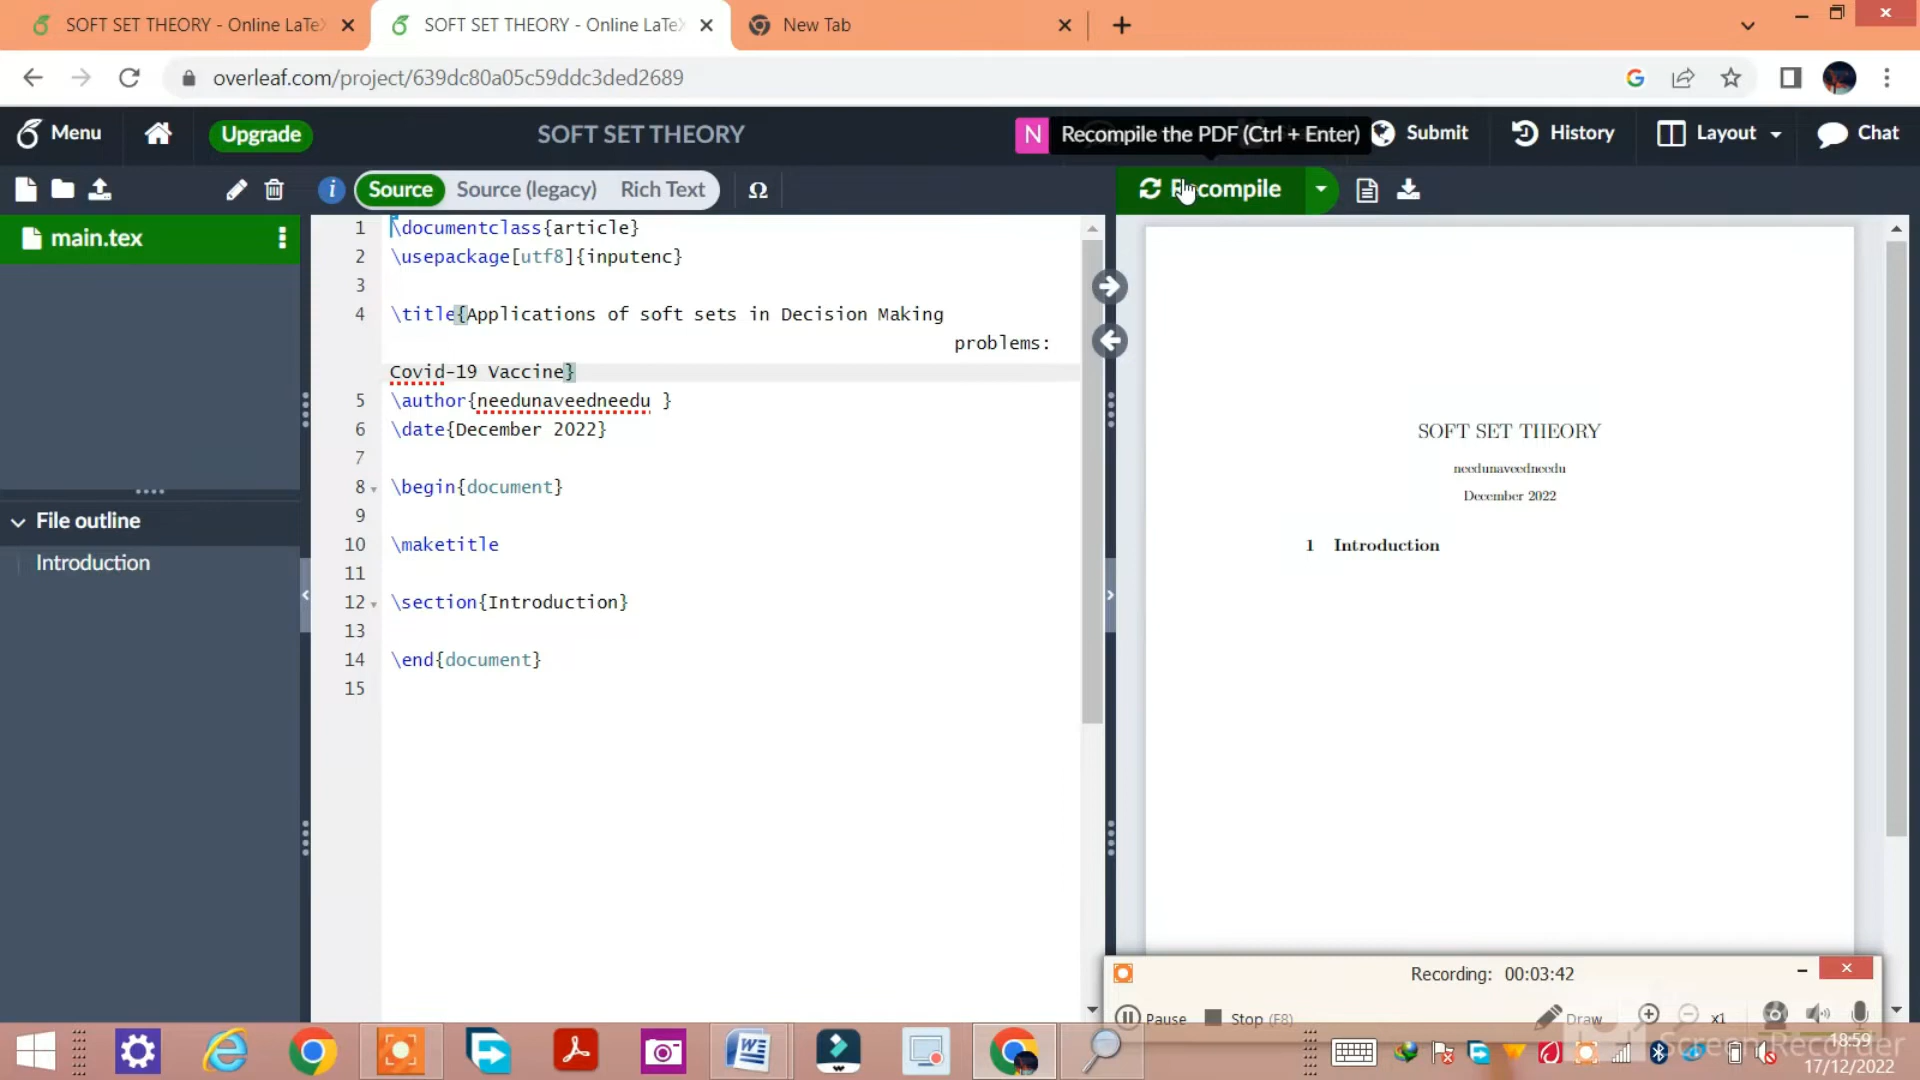 SOFT SET THEORY - Online LaTeX
SOFT SET THEORY - Online LaTeX
New Tab
overleaf.com/project/639dc80a05c59ddc3ded2689
Menu
Upgrade
SOFT SET THEORY
N
Recompile the PDF (Ctrl + Enter)
Submit
History
Layout
Chat
Source
Source (legacy)
Rich Text
Ω
Recompile
main.tex
File outline
Introduction
1 \documentclass{article}
2 \usepackage[utf8]{inputenc}
3
4 \title{Applications of soft sets in Decision Making
problems:
Covid-19 Vaccine}
5 \author{needunaveedneedu }
6 \date{December 2022}
7
8 \begin{document}
9
10 \maketitle
11
12 \section{Introduction}
13
14 \end{document}
15
SOFT SET THEORY
needunaveedneedu
December 2022
1 Introduction
Recording: 00:03:42
Pause
Stop (F8)
Draw
x1
Screen Recorder
18:59
17/12/2022